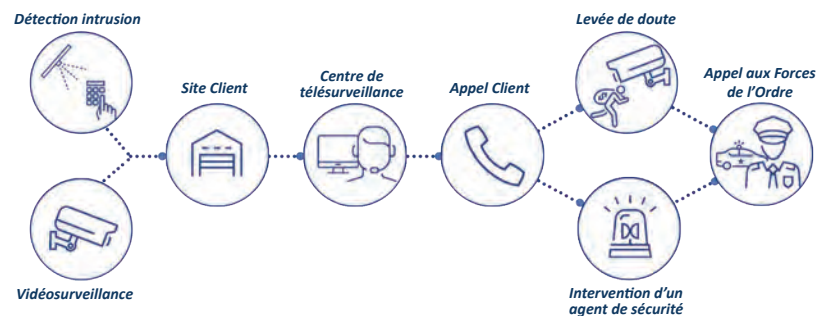 Détection intrusion
Vidéosurveillance
Site Client
Centre de
télésurveillance
Appel Client
Levée de doute
Intervention d'un
agent de sécurité
Appel aux Forces
de l'Ordre